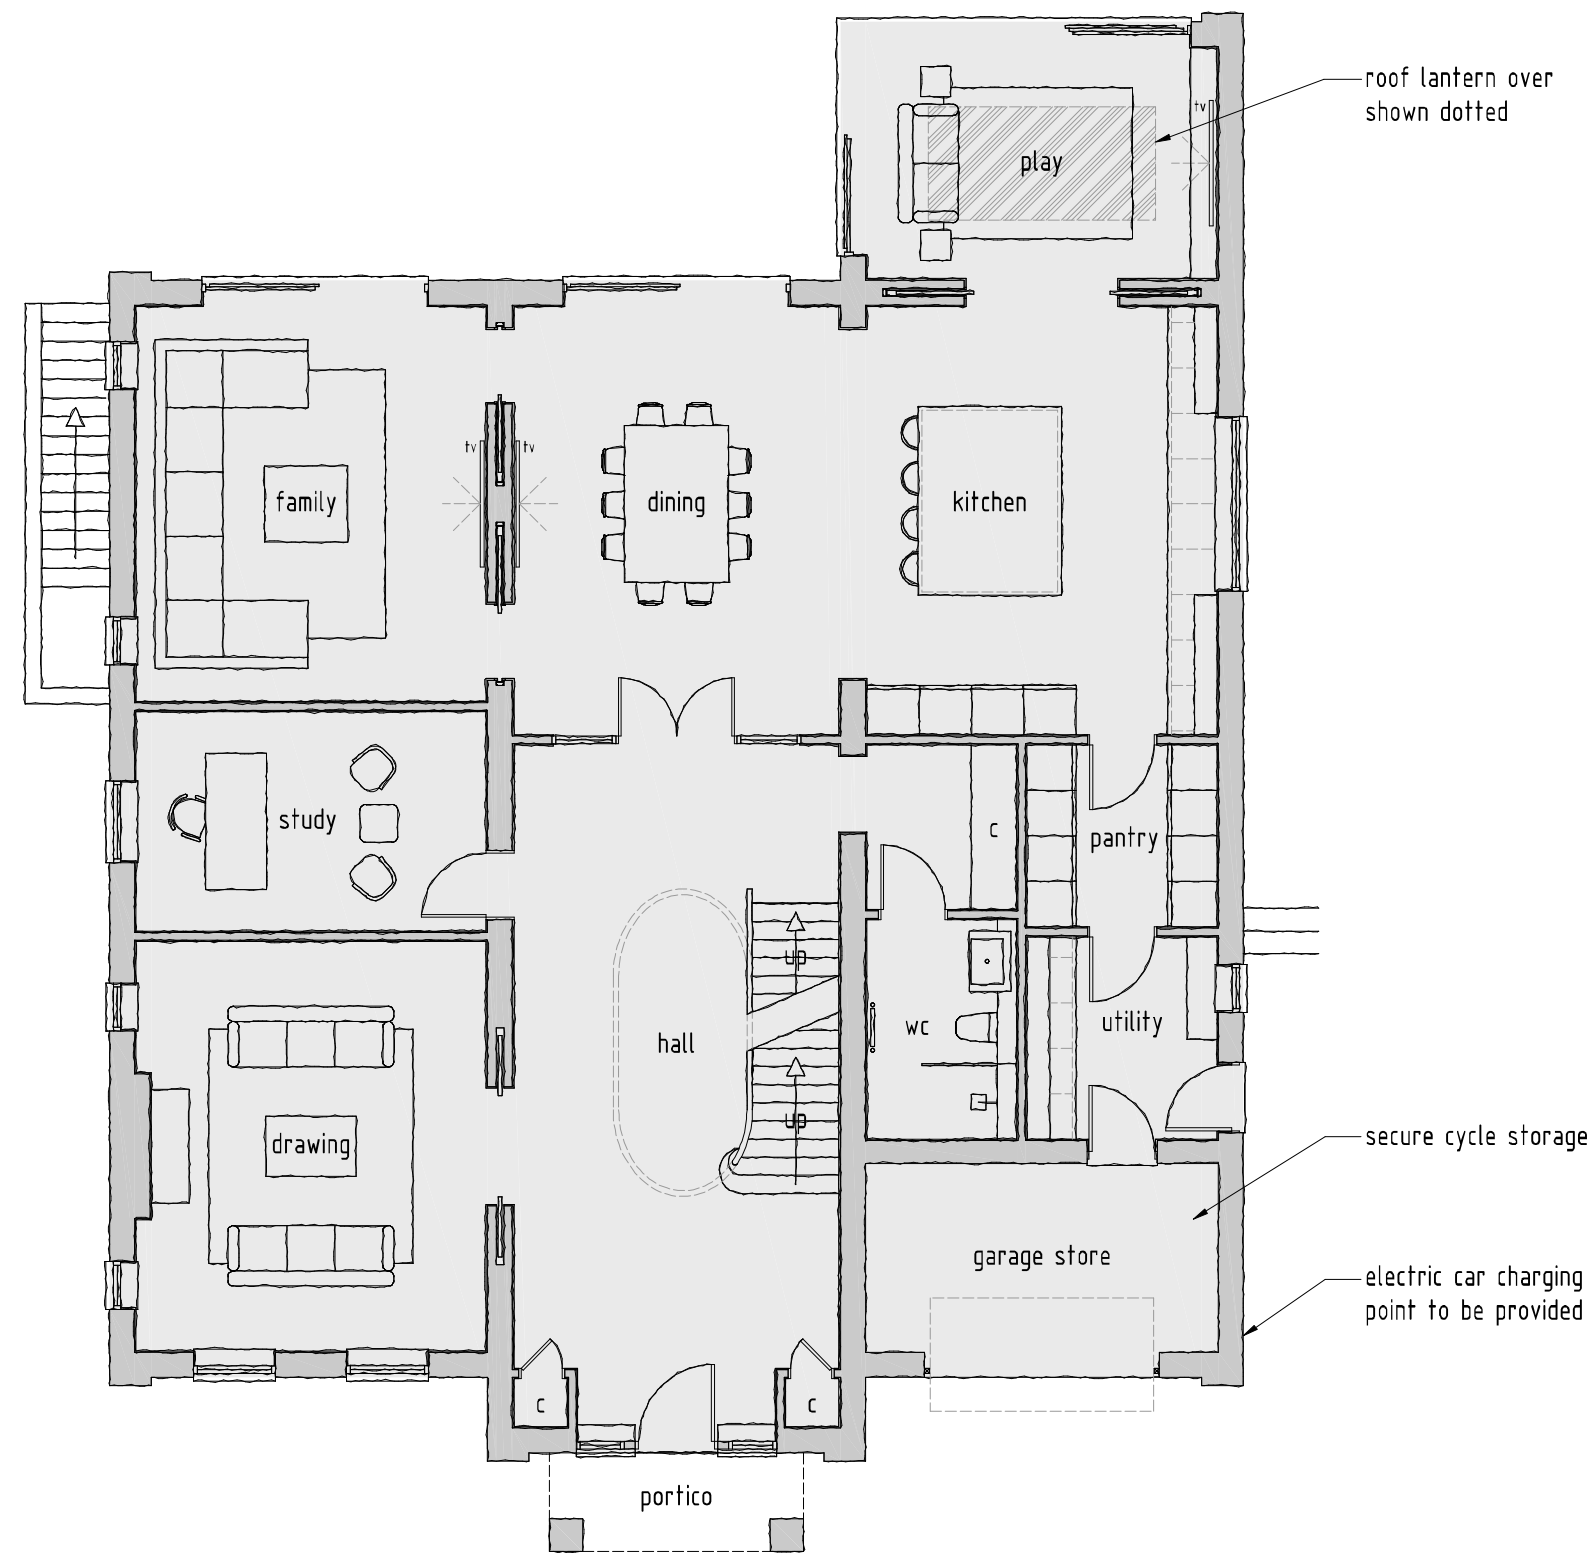 roof lantern over
shown dotted
tv
play
tv
tv
family
dining
kitchen
study
c
pantry
up
wc
utility
hall
up
drawing
secure cycle storage
garage store
electric car charging
point to be provided
c
c
portico